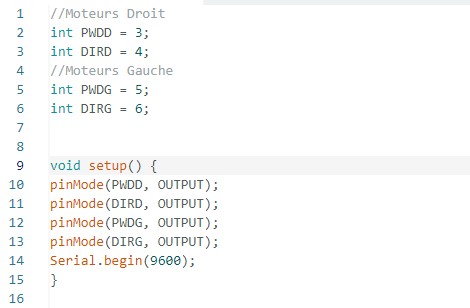 1 //Moteurs Droit
2 int PWDD = 3;
3 int DIRD = 4;
4 //Moteurs Gauche
5 int PWDG = 5;
6 int DIRG = 6;
7
8
9 void setup() {
10 pinMode(PWDD, OUTPUT);
11 pinMode(DIRD, OUTPUT);
12 pinMode(PWDG, OUTPUT);
13 pinMode(DIRG, OUTPUT);
14 Serial.begin(9600);
15 }
16